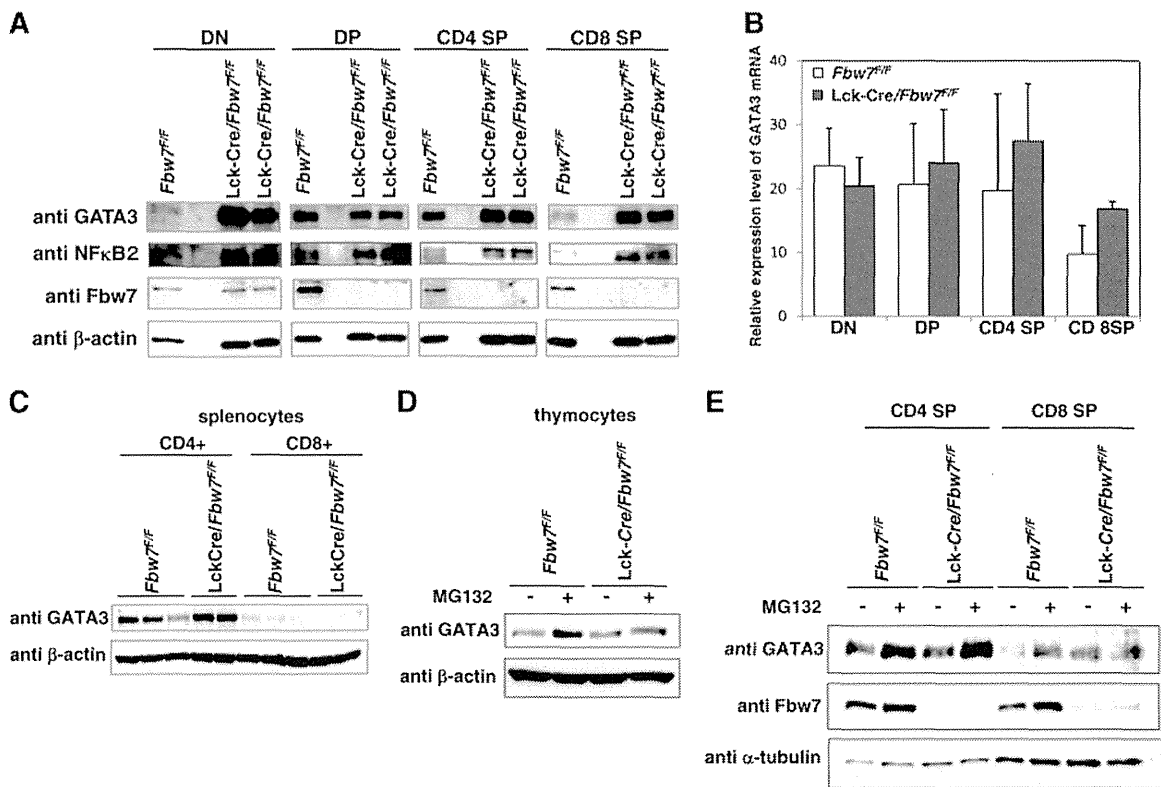 A
DN
DP
CD4 SP
CD8 SP
Fbw7F/F
Lck-Cre/Fbw7F/F
Lck-Cre/Fbw7F/F
Fbw7F/F
Lck-Cre/Fbw7F/F
Lck-Cre/Fbw7F/F
Fbw7F/F
Lck-Cre/Fbw7F/F
Lck-Cre/Fbw7F/F
Fbw7F/F
Lck-Cre/Fbw7F/F
Lck-Cre/Fbw7F/F
anti GATA3
anti NFκB2
anti Fbw7
anti β-actin
B
Relative expression level of GATA3 mRNA
40
30
20
10
0
Fbw7F/F
Lck-Cre/Fbw7F/F
DN
DP
CD4 SP
CD 8SP
C
splenocytes
CD4+
CD8+
Fbw7F/F
LckCre/Fbw7F/F
Fbw7F/F
LckCre/Fbw7F/F
anti GATA3
anti β-actin
D
thymocytes
Fbw7F/F
Lck-Cre/Fbw7F/F
MG132 - + - +
anti GATA3
anti β-actin
E
CD4 SP
CD8 SP
Fbw7F/F
Lck-Cre/Fbw7F/F
Fbw7F/F
Lck-Cre/Fbw7F/F
MG132 - + - + - + - +
anti GATA3
anti Fbw7
anti α-tubulin